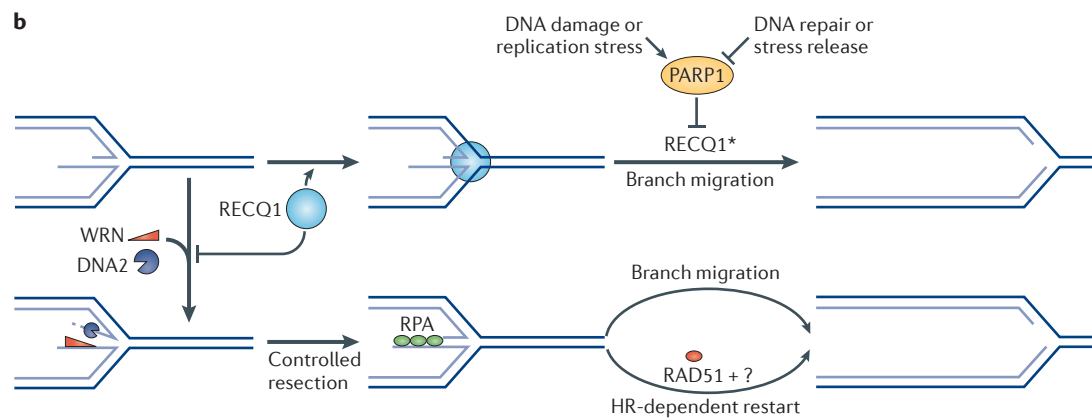 b
DNA damage or
replication stress
DNA repair or
stress release
PARP1
RECQ1*
Branch migration
RECQ1
WRN
DNA2
Branch migration
RPA
Controlled
resection
RAD51 + ?
HR-dependent restart